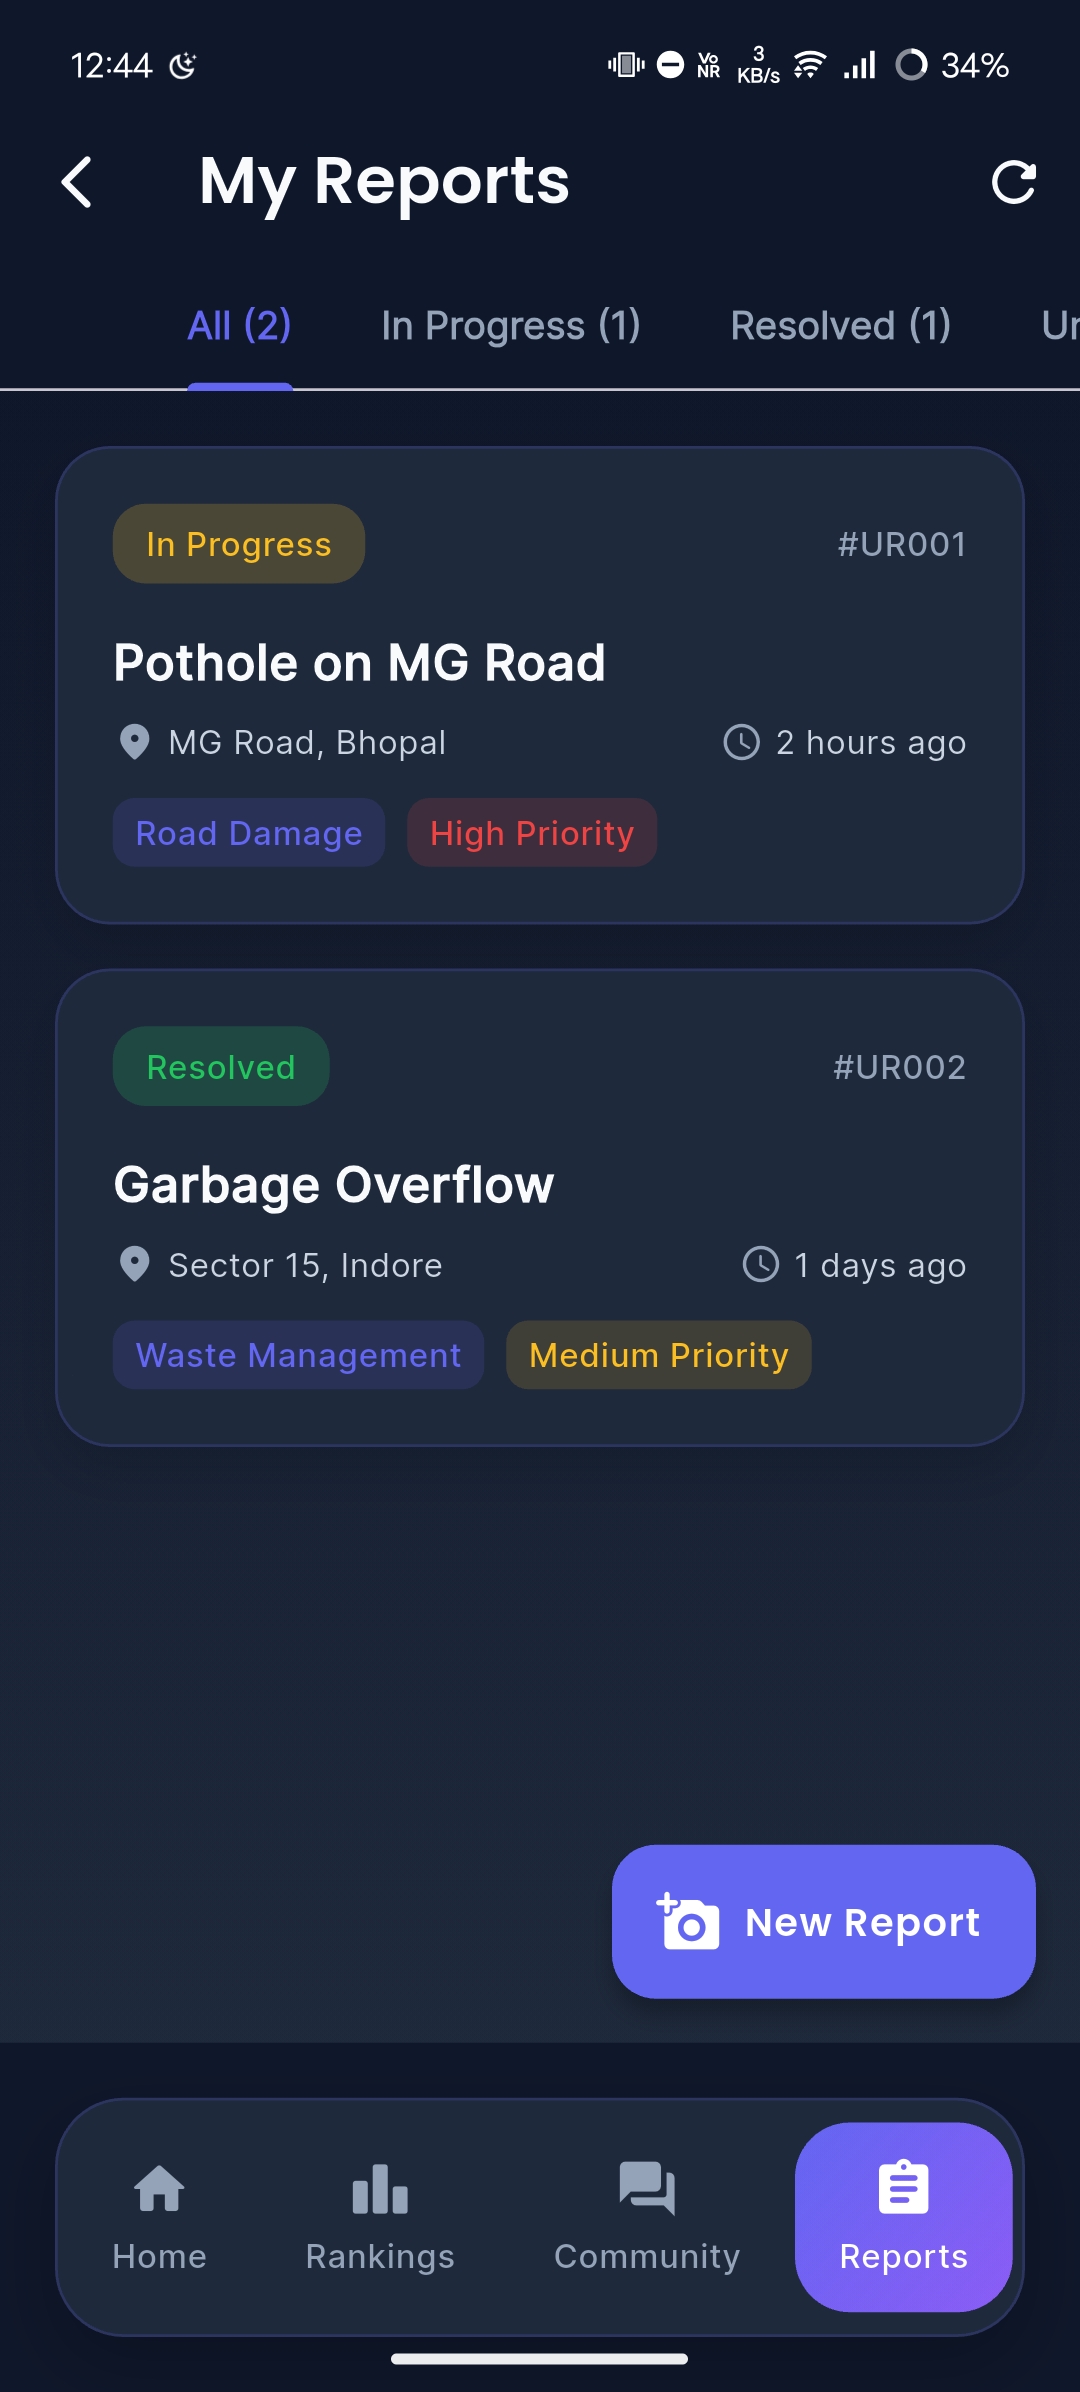 12:44
Vo NR 3 KB/s 34%
My Reports
All (2) In Progress (1) Resolved (1)
In Progress #UR001
Pothole on MG Road
MG Road, Bhopal 2 hours ago
Road Damage High Priority
Resolved #UR002
Garbage Overflow
Sector 15, Indore 1 days ago
Waste Management Medium Priority
New Report
Home Rankings Community Reports